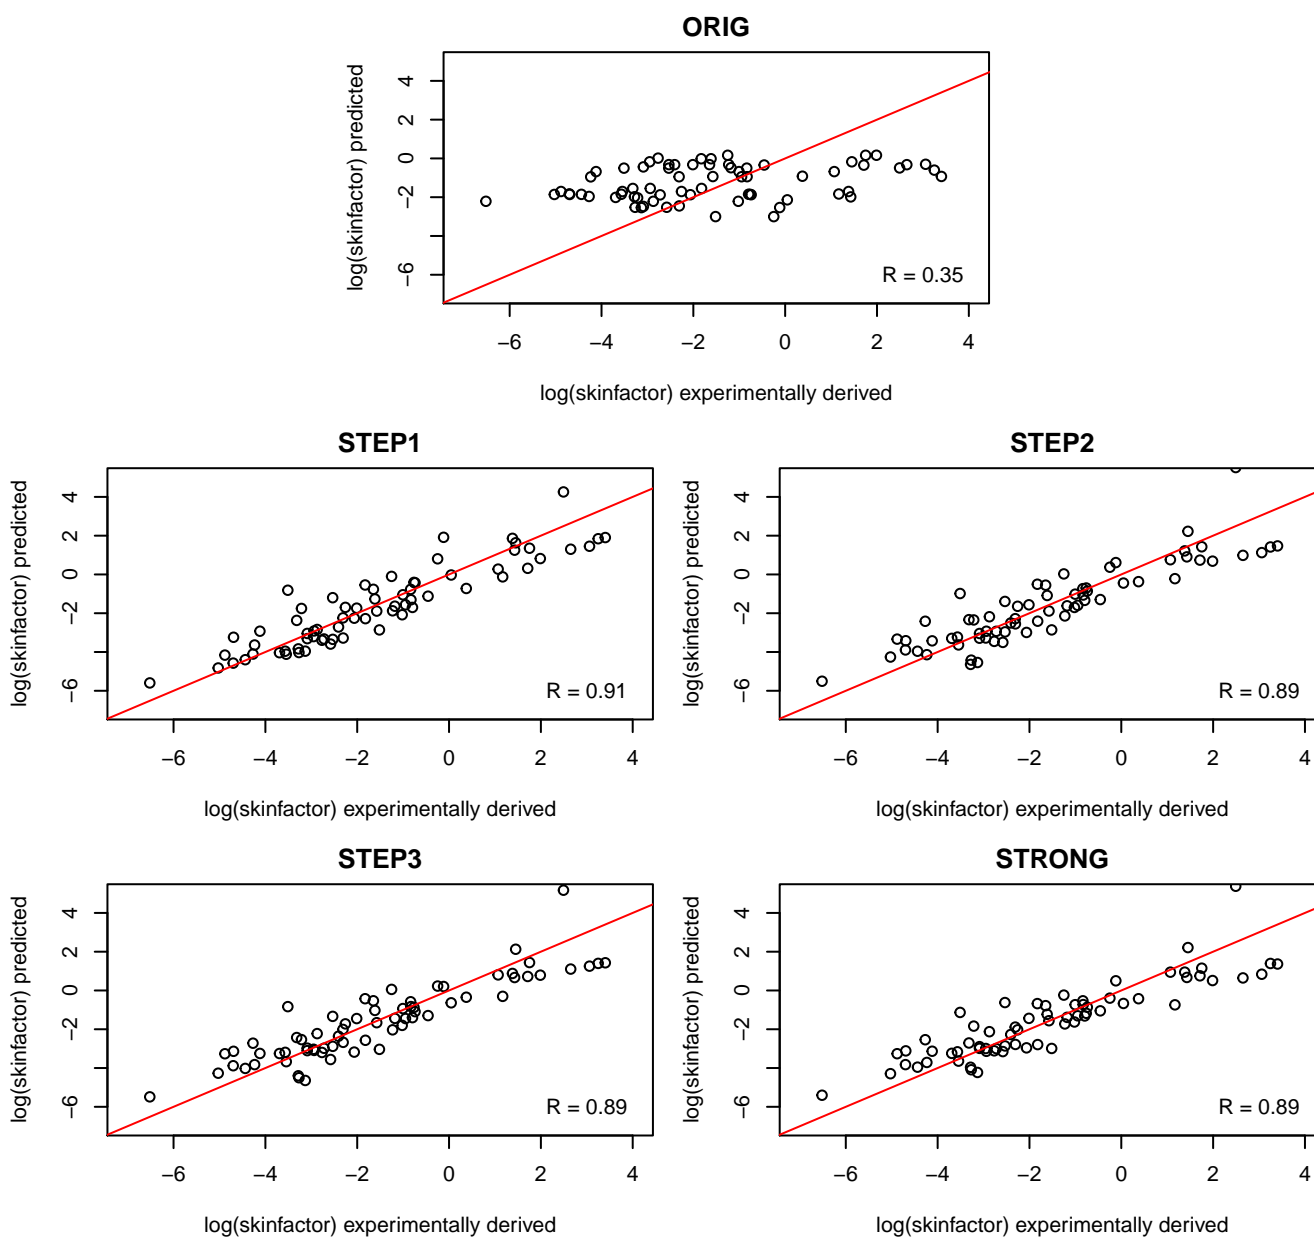 ORIG
log(skinfactor) predicted
4
2
0
−2
−6
R = 0.35
−6 −4 −2 0 2 4
log(skinfactor) experimentally derived
STEP1
log(skinfactor) predicted
4
2
0
−2
−6
R = 0.91
−6 −4 −2 0 2 4
log(skinfactor) experimentally derived
STEP2
log(skinfactor) predicted
4
2
0
−2
−6
R = 0.89
−6 −4 −2 0 2 4
log(skinfactor) experimentally derived
STEP3
log(skinfactor) predicted
4
2
0
−2
−6
R = 0.89
−6 −4 −2 0 2 4
log(skinfactor) experimentally derived
STRONG
log(skinfactor) predicted
4
2
0
−2
−6
R = 0.89
−6 −4 −2 0 2 4
log(skinfactor) experimentally derived